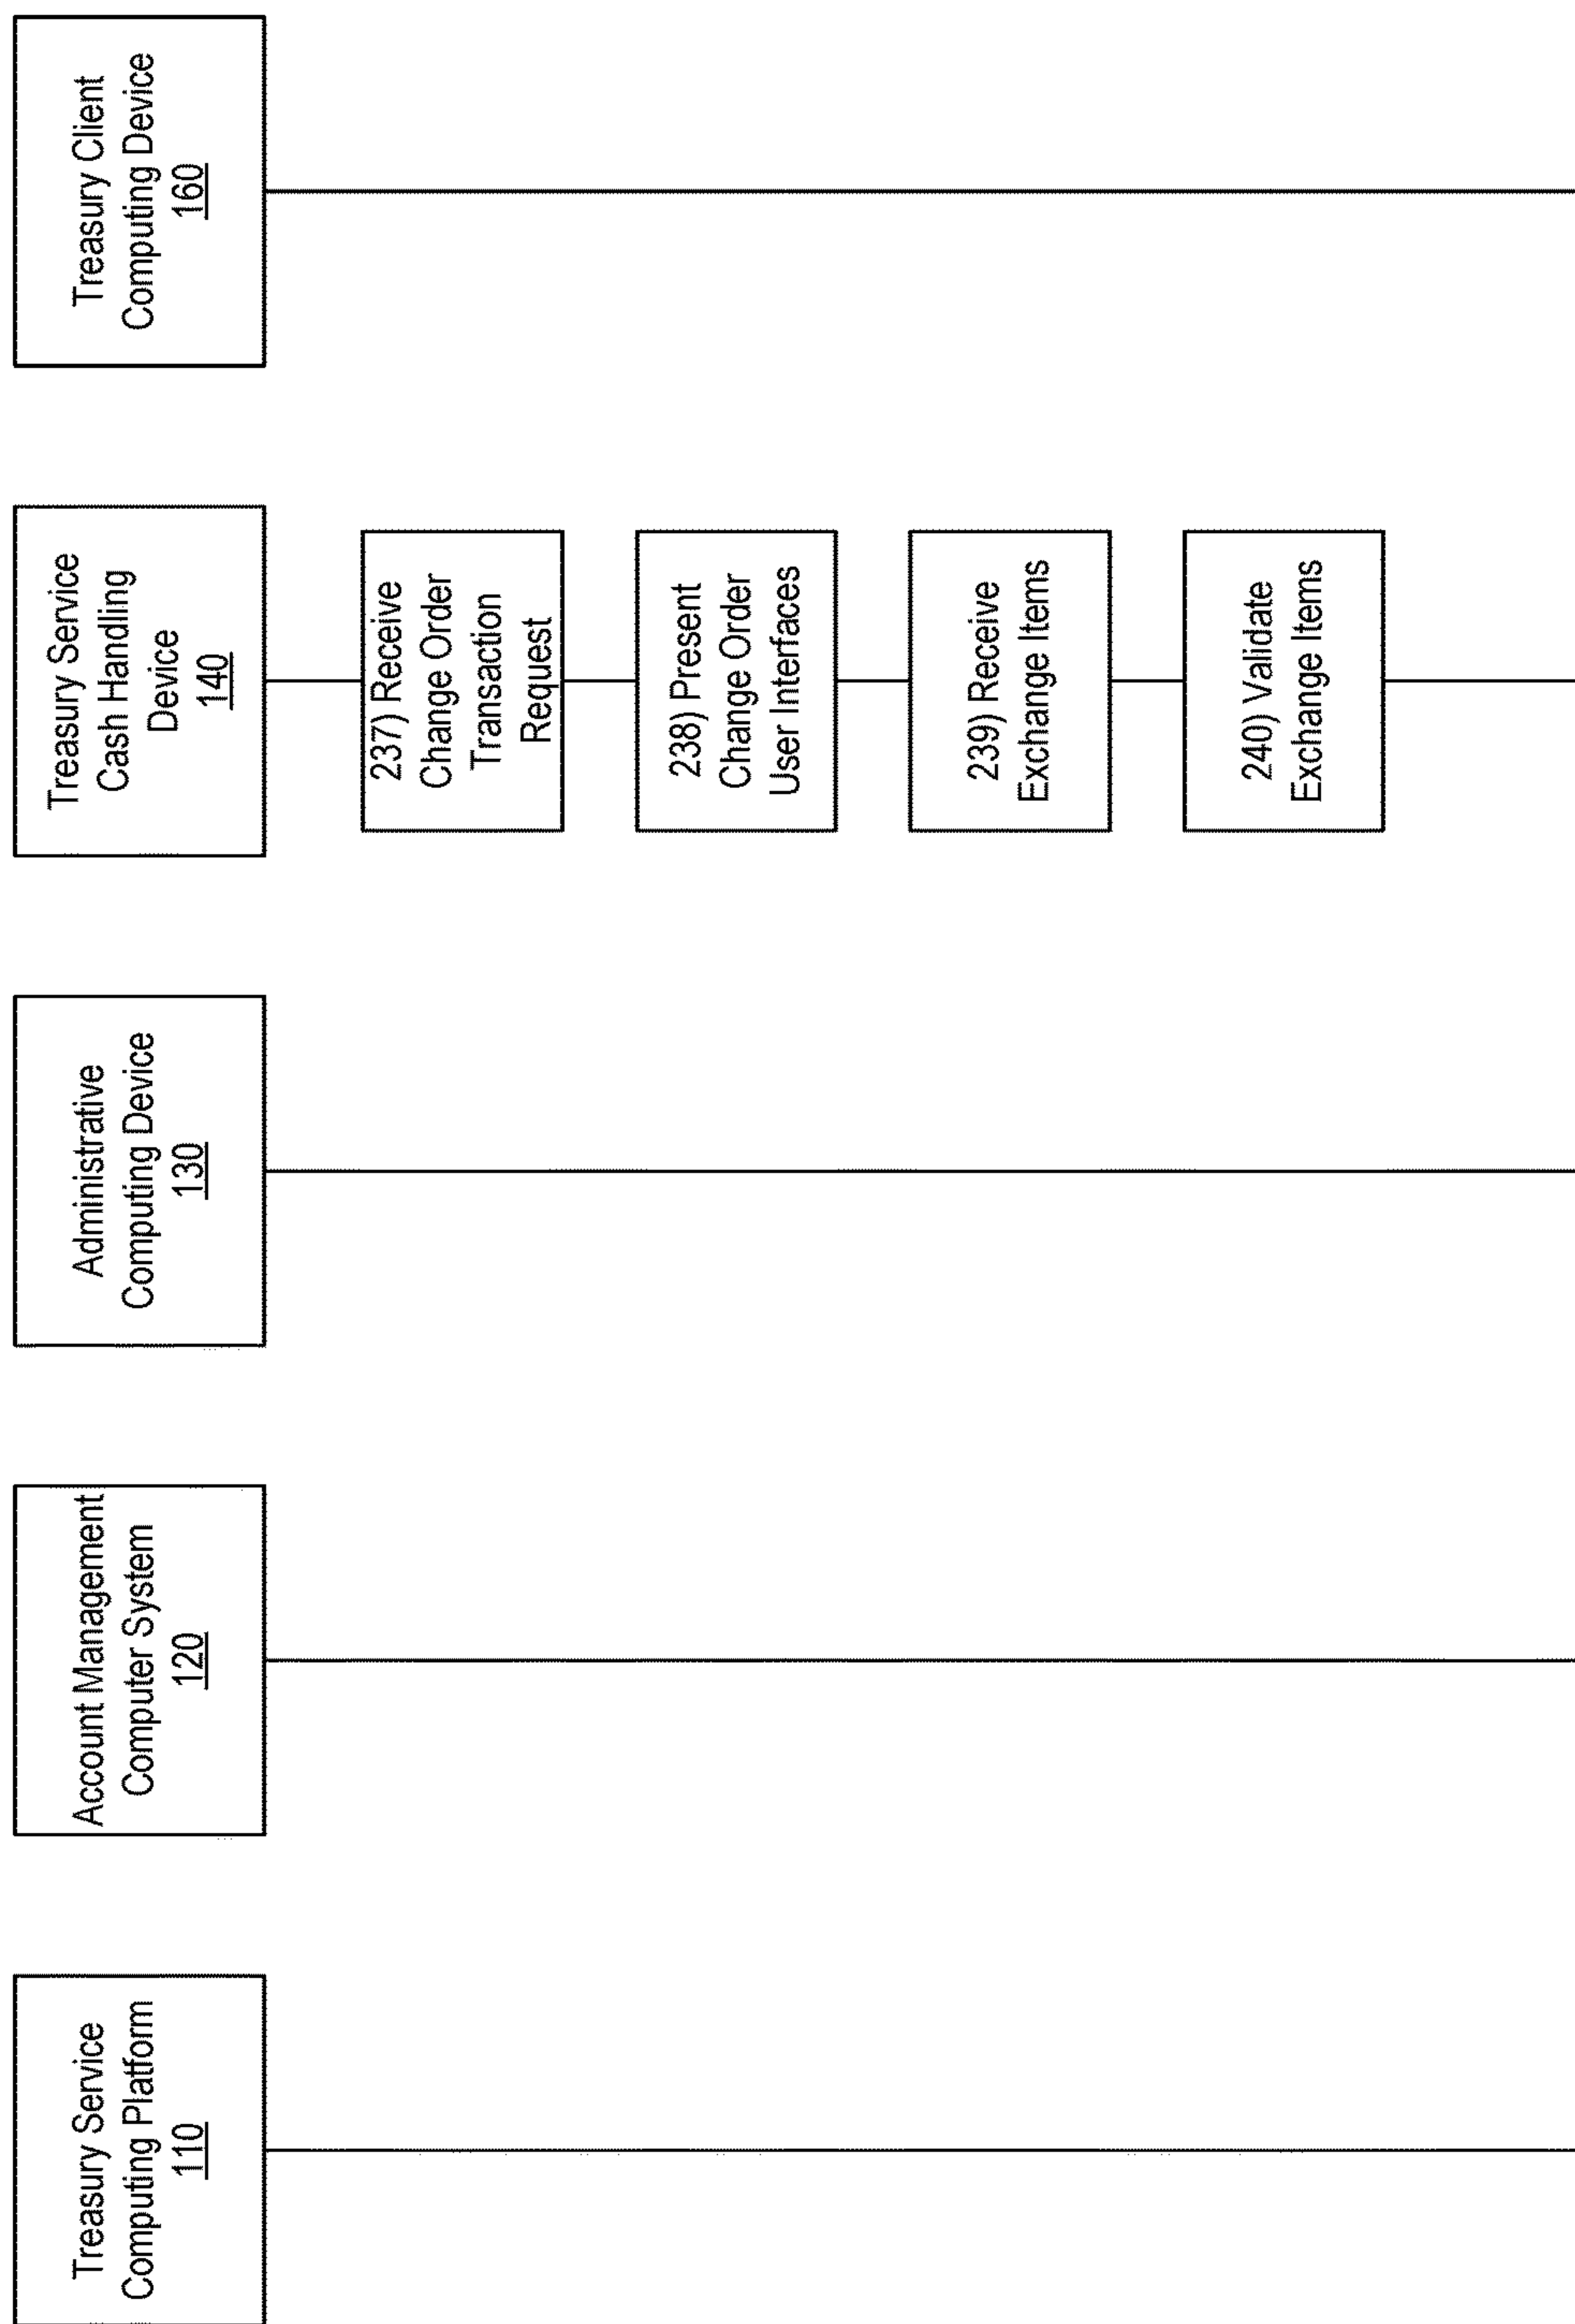 Treasury Service
Computing Platform
110
Account Management
Computer System
120
Administrative
Computing Device
130
Treasury Service
Cash Handling
Device
140
Treasury Client
Computing Device
160
237) Receive
Change Order
Transaction
Request
238) Present
Change Order
User Interfaces
239) Receive
Exchange Items
240) Validate
Exchange Items